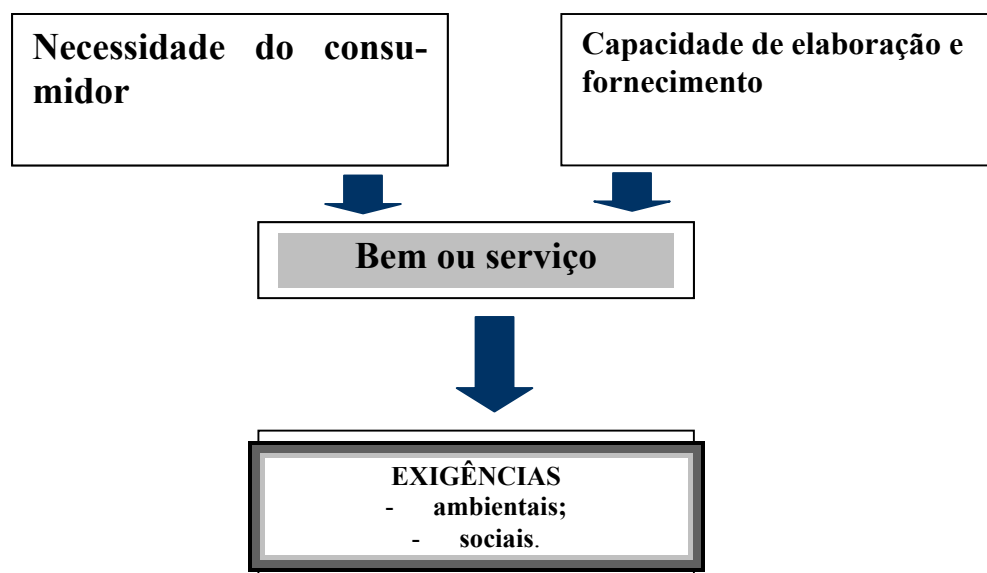 Necessidade do consu-
midor
Capacidade de elaboração e
fornecimento
Bem ou serviço
EXIGÊNCIAS
- ambientais;
- sociais.